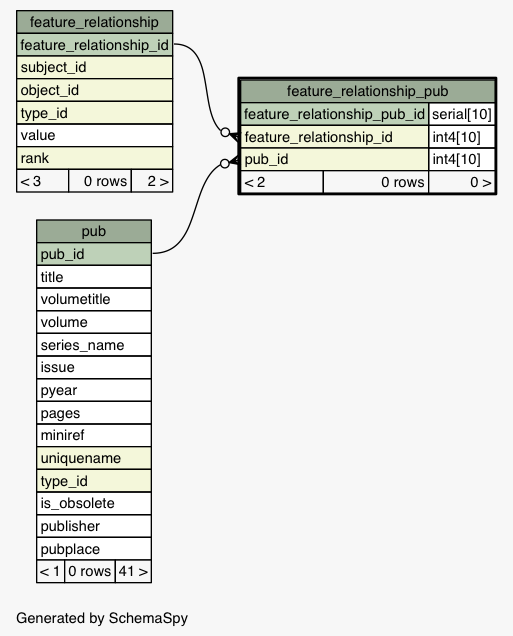 feature_relationship
feature_relationship_id
subject_id
object_id
type_id
value
rank
< 3 0 rows 2 >
feature_relationship_pub
feature_relationship_pub_id serial[10]
feature_relationship_id int4[10]
pub_id int4[10]
< 2 0 rows 0 >
pub
pub_id
title
volumetitle
volume
series_name
issue
pyear
pages
miniref
uniquename
type_id
is_obsolete
publisher
pubplace
< 1 0 rows 41 >
Generated by SchemaSpy